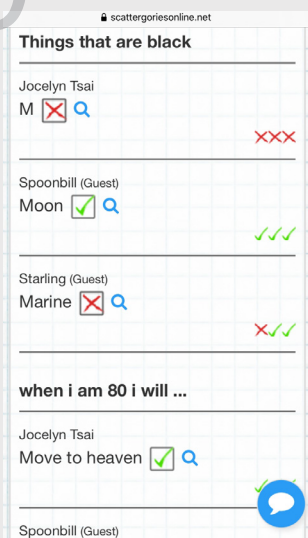 scattergoriesonline.net
Things that are black
Jocelyn Tsai
M
Spoonbill (Guest)
Moon
Starling (Guest)
Marine
when i am 80 i will ...
Jocelyn Tsai
Move to heaven
Spoonbill (Guest)